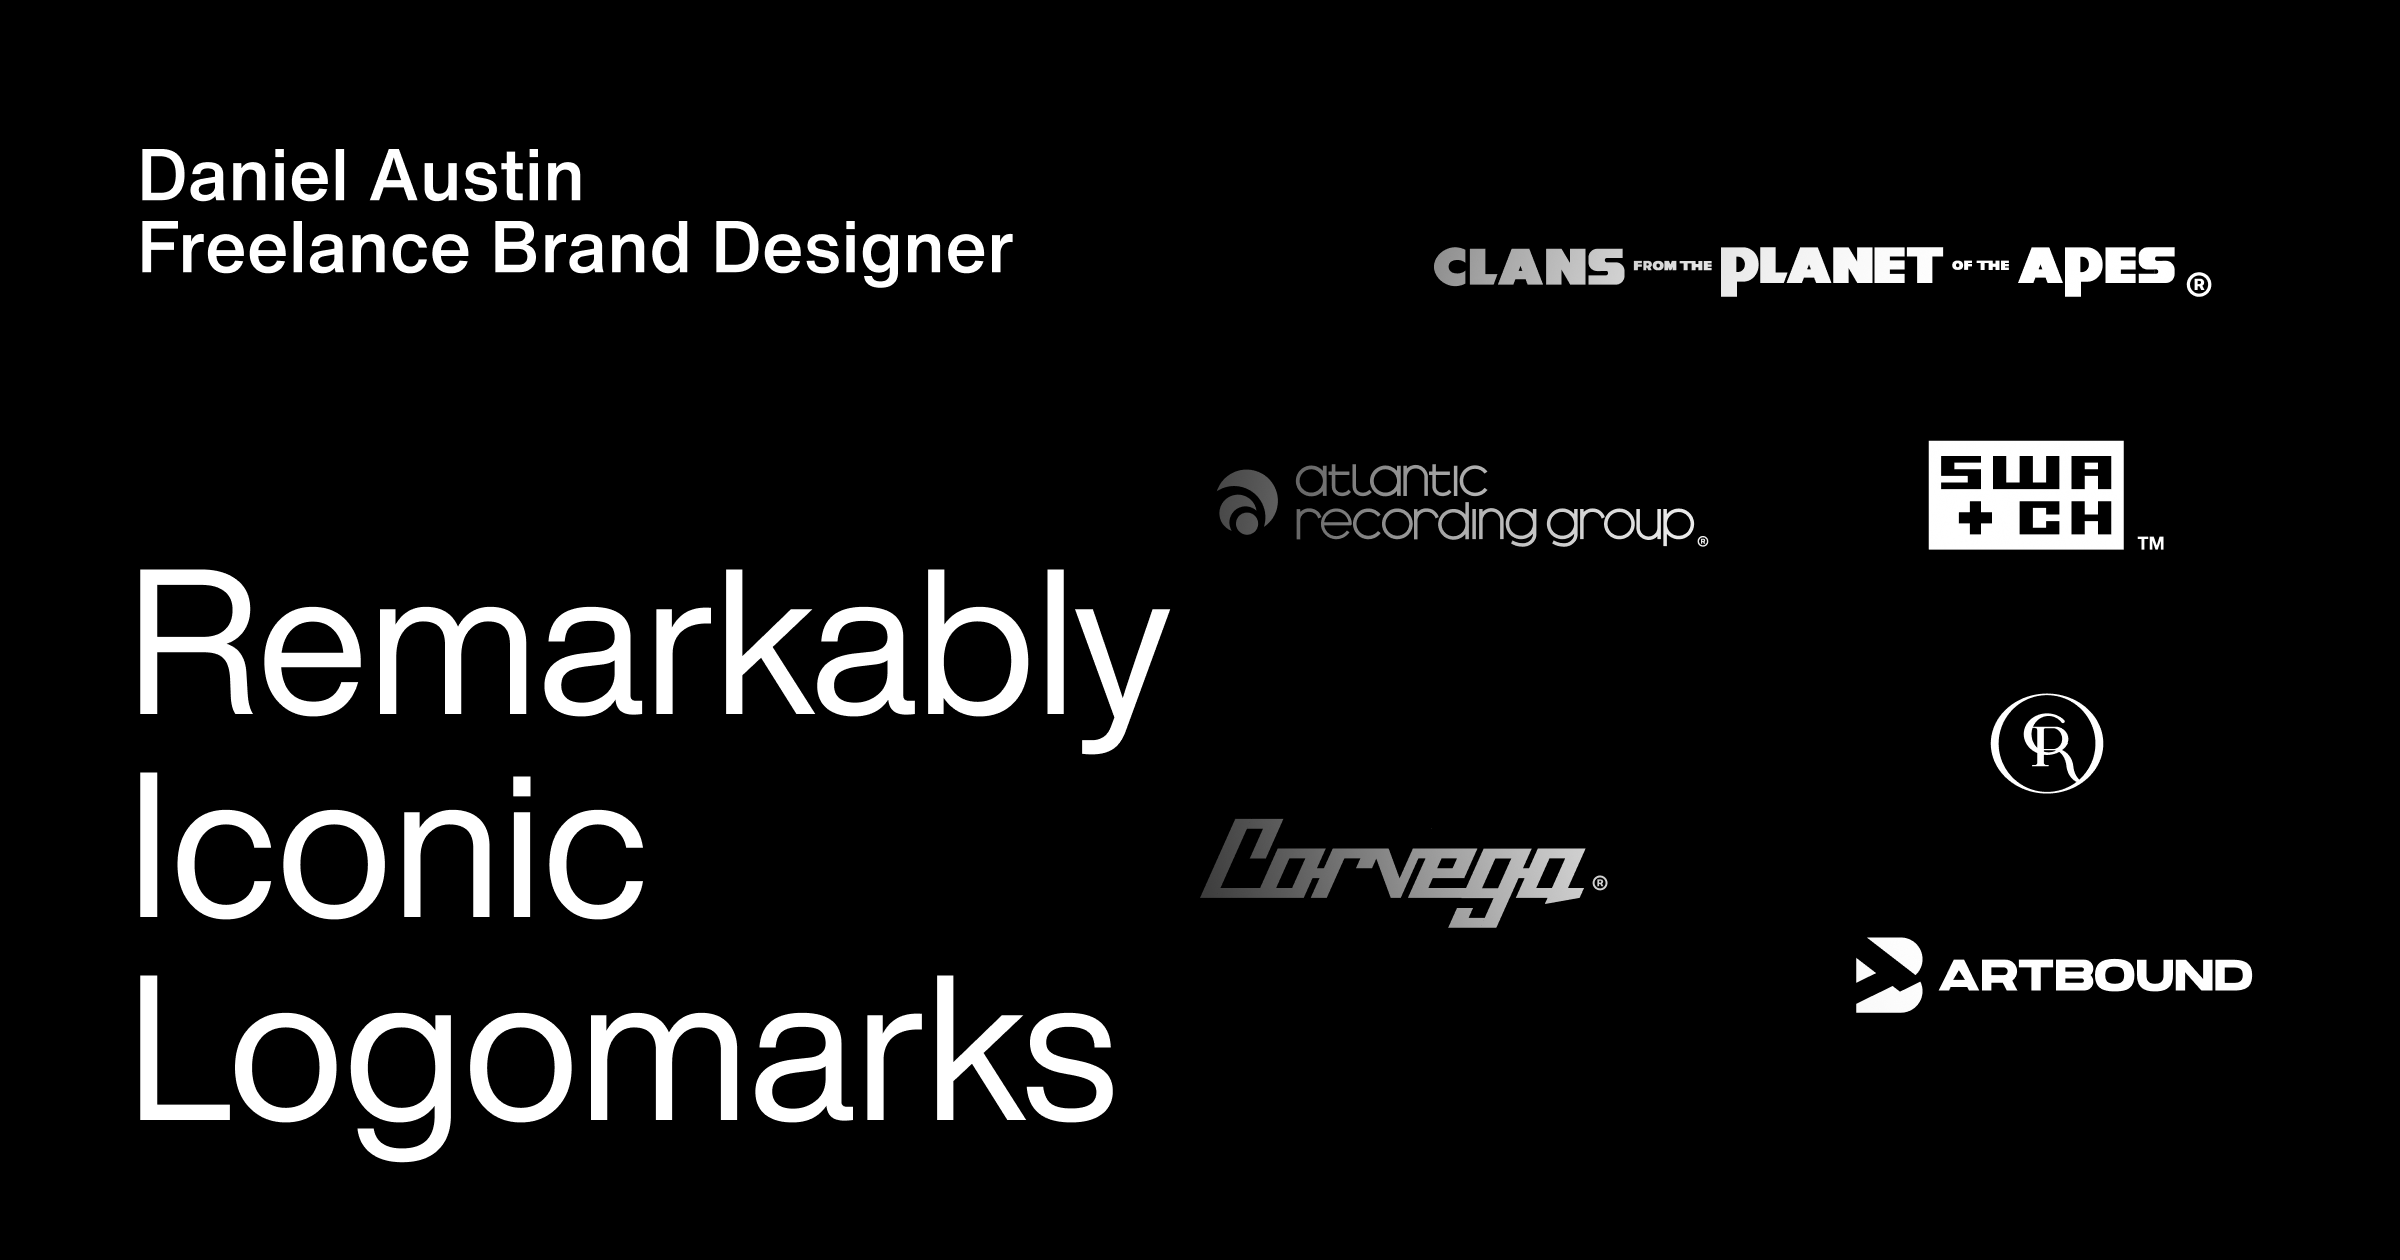 Daniel Austin
Freelance Brand Designer
CLANS FROM THE PLANET OF THE APES ®
atlantic
recording group ®
SWA
+CH TM
Remarkably
Iconic
Logomarks
CR
Corvega ®
ARTBOUND